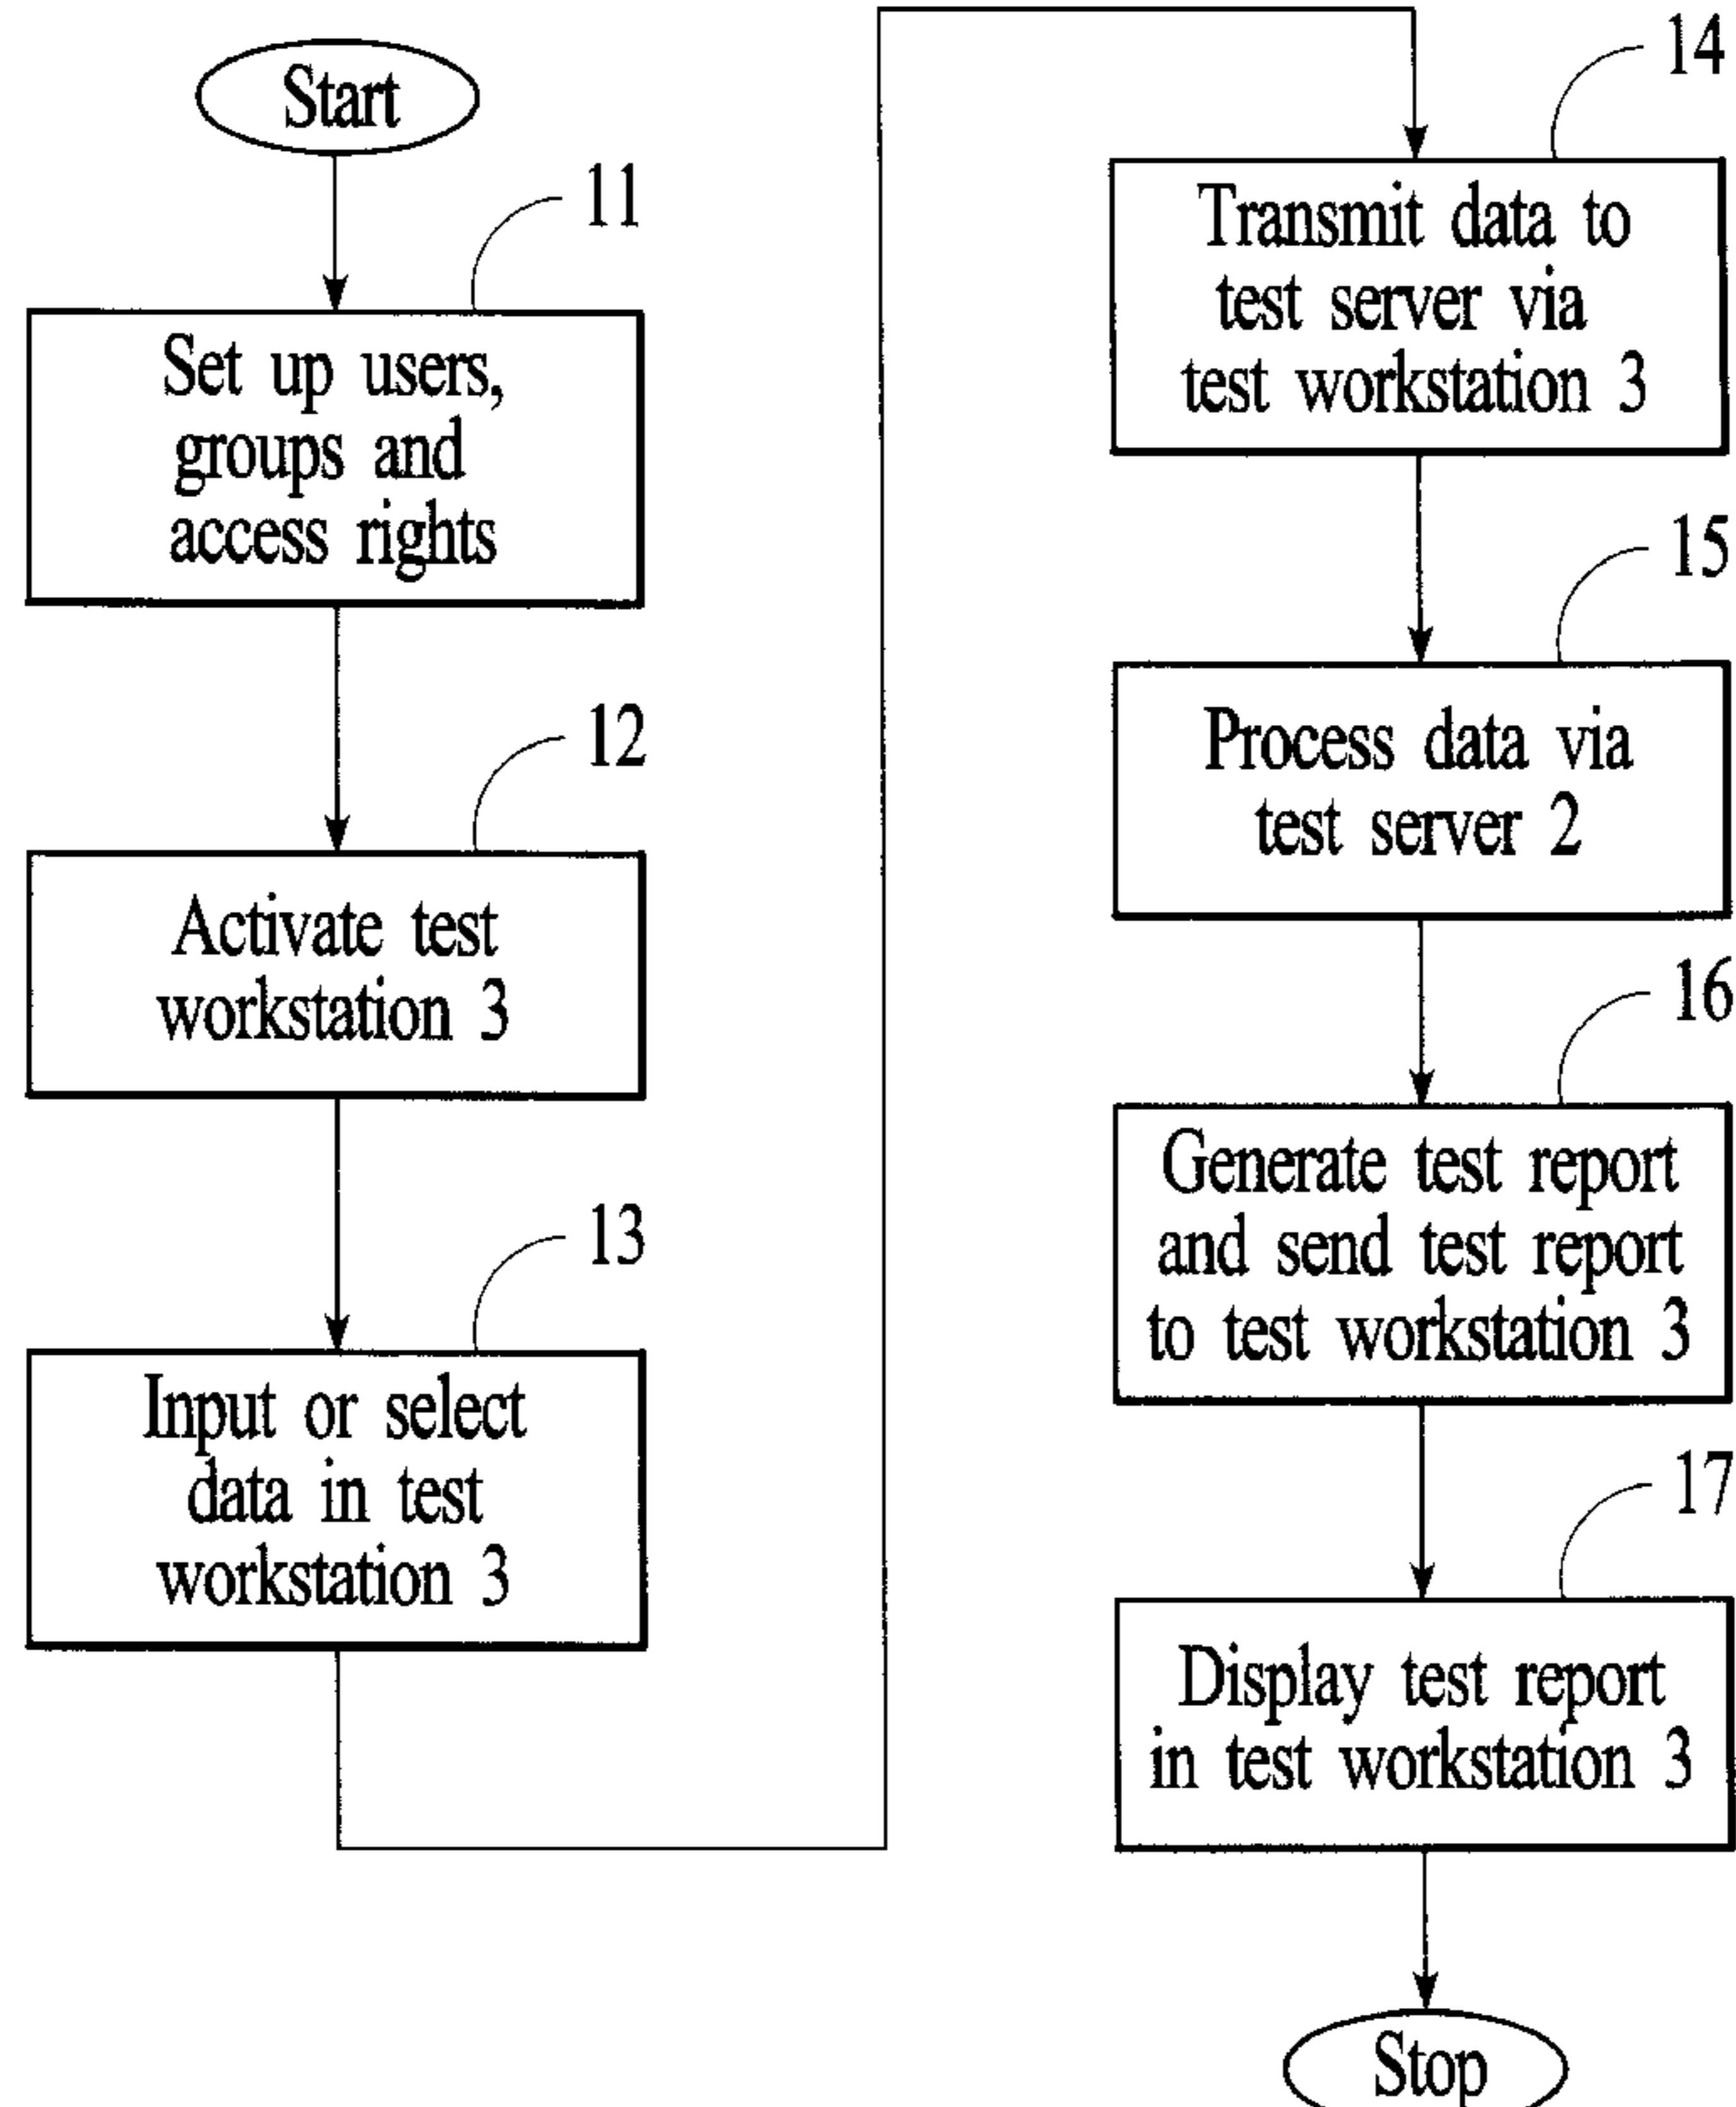 Start
11
Set up users,
groups and
access rights
12
Activate test
workstation 3
13
Input or select
data in test
workstation 3
14
Transmit data to
test server via
test workstation 3
15
Process data via
test server 2
16
Generate test report
and send test report
to test workstation 3
17
Display test report
in test workstation 3
Stop